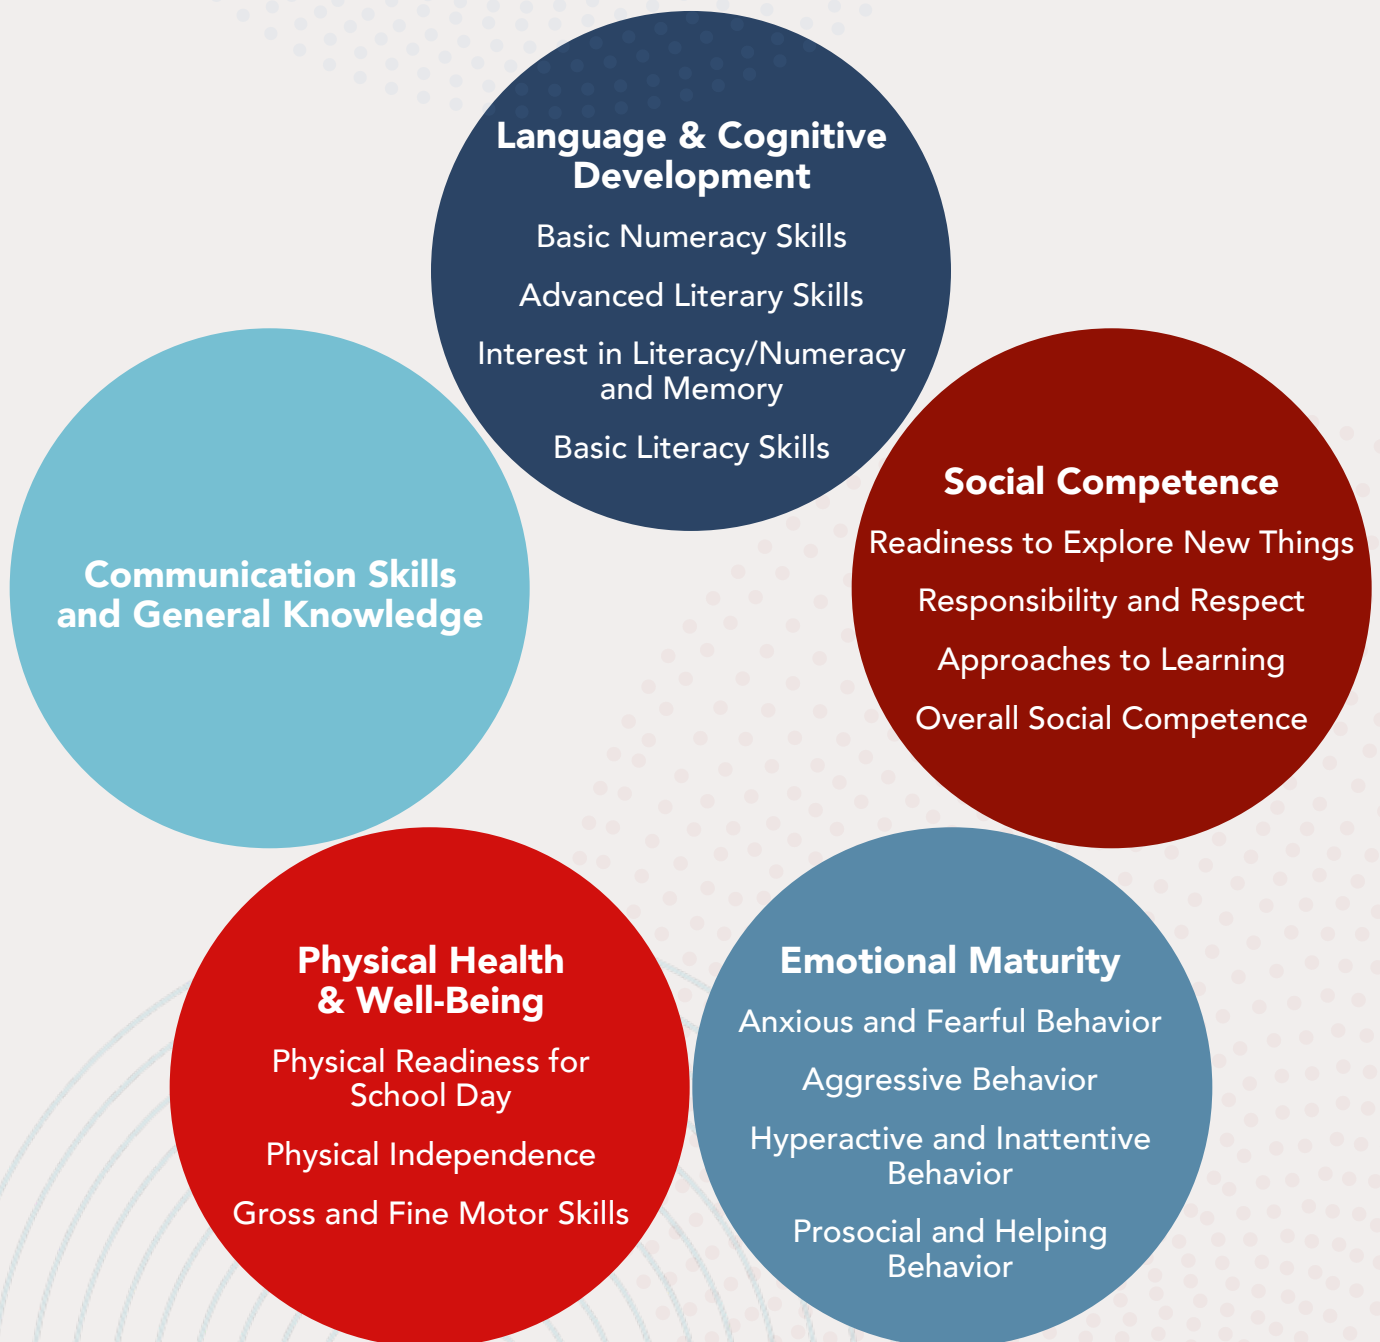 Language & Cognitive
Development
Basic Numeracy Skills
Advanced Literary Skills
Interest in Literacy/Numeracy
and Memory
Basic Literacy Skills
Social Competence
Readiness to Explore New Things
Responsibility and Respect
Approaches to Learning
Overall Social Competence
Communication Skills
and General Knowledge
Physical Health
& Well-Being
Physical Readiness for
School Day
Physical Independence
Gross and Fine Motor Skills
Emotional Maturity
Anxious and Fearful Behavior
Aggressive Behavior
Hyperactive and Inattentive
Behavior
Prosocial and Helping
Behavior